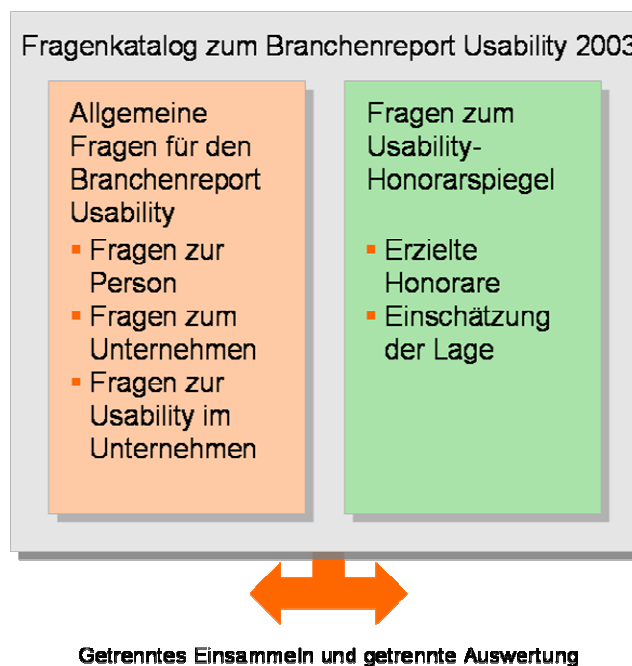 Fragenkatalog zum Branchenreport Usability 2003
Allgemeine
Fragen für den
Branchenreport
Usability
Fragen zur
Person
Fragen zum
Unternehmen
Fragen zur
Usability im
Unternehmen
Fragen zum
Usability-
Honorarspiegel
Erzielte
Honorare
Einschätzung
der Lage
Getrenntes Einsammeln und getrennte Auswertung